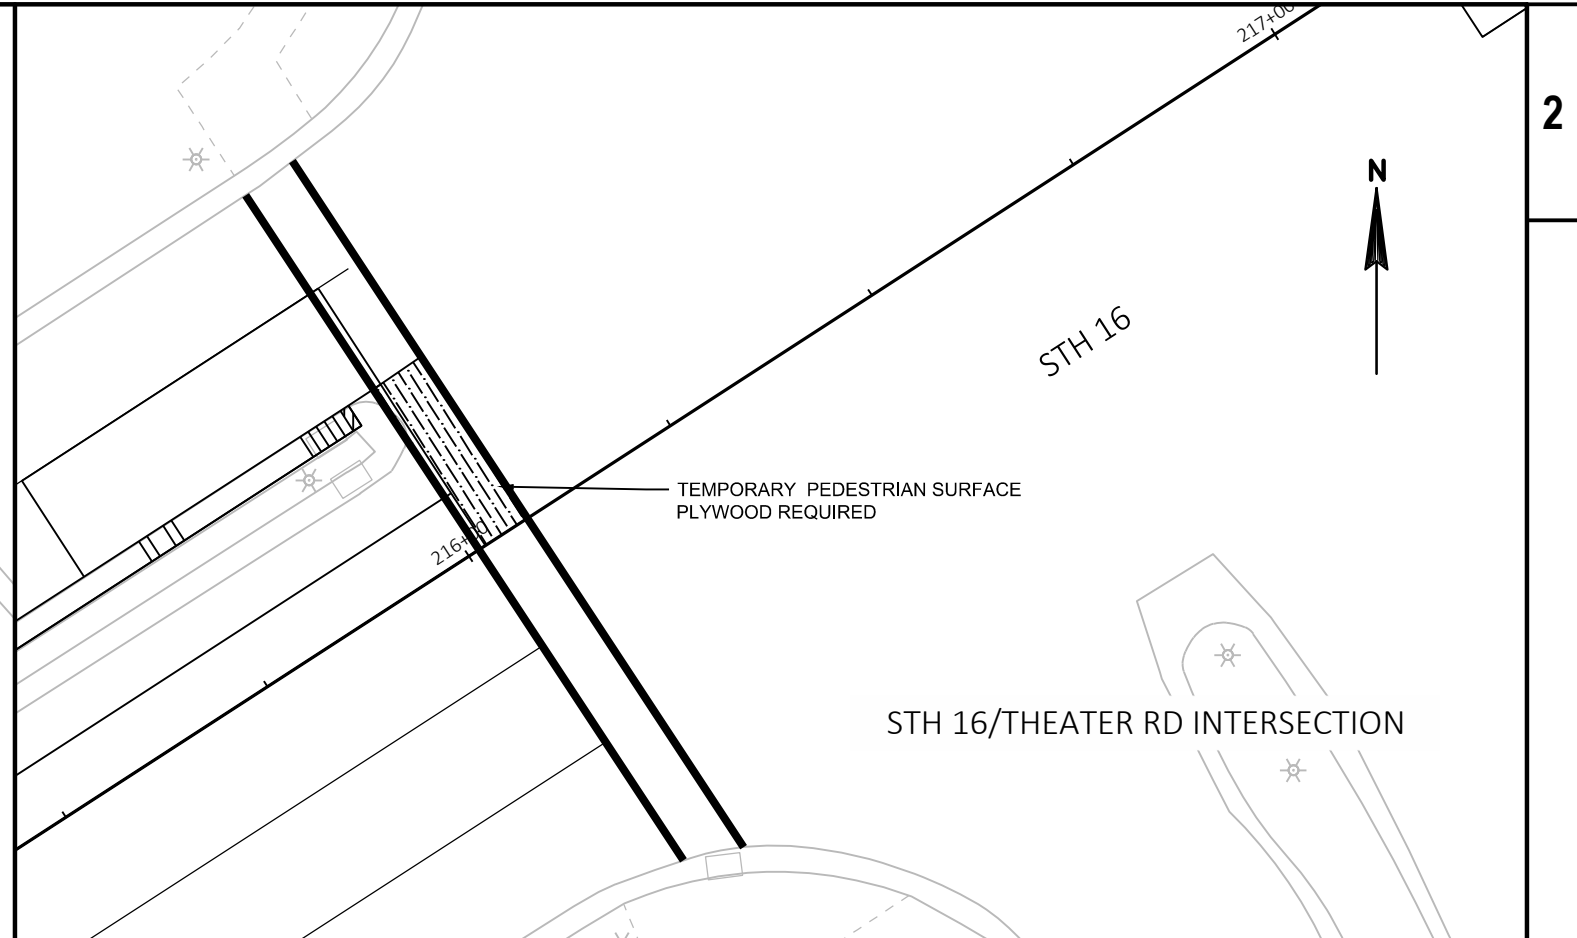 217+00
2
N
STH 16
TEMPORARY PEDESTRIAN SURFACE
PLYWOOD REQUIRED
216+00
STH 16/THEATER RD INTERSECTION